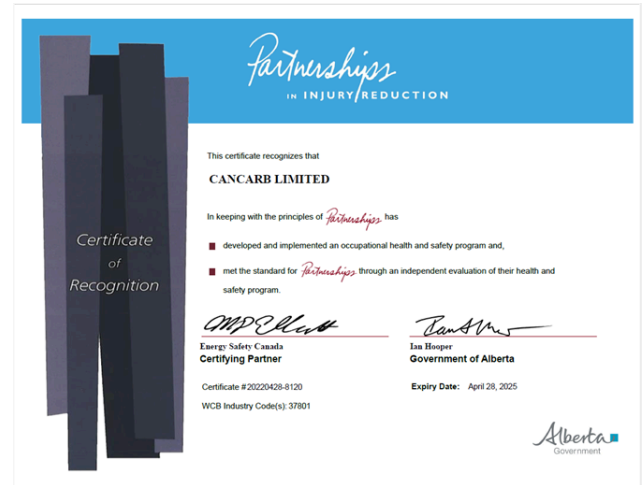 Partnerships
IN INJURY REDUCTION
Certificate
of
Recognition
This certificate recognizes that
CANCARB LIMITED
In keeping with the principles of Partnerships has
developed and implemented an occupational health and safety program and,
met the standard for Partnerships through an independent evaluation of their health and
safety program.
Energy Safety Canada
Certifying Partner
Ian Hooper
Government of Alberta
Certificate #20220428-8120
Expiry Date: April 28, 2025
WCB Industry Code(s): 37801
Alberta
Government